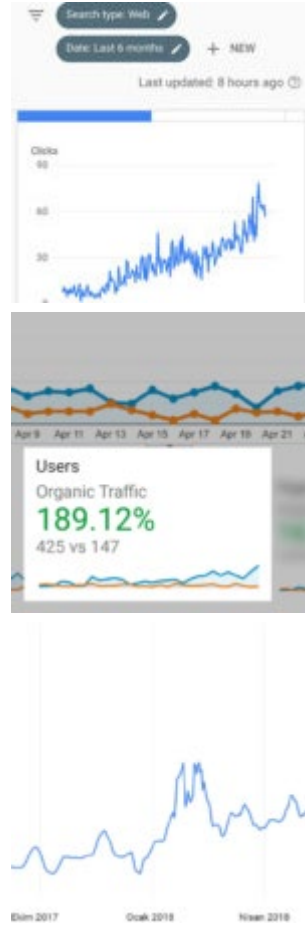 Search type: Web
Date: Last 6 months
+ NEW
Last updated: 8 hours ago
Clicks
90
60
30
0
Apr 9 Apr 11 Apr 13 Apr 15 Apr 17 Apr 19 Apr 21
Users
Organic Traffic
189.12%
425 vs 147
Ekim 2017 Ocak 2018 Nisan 2018